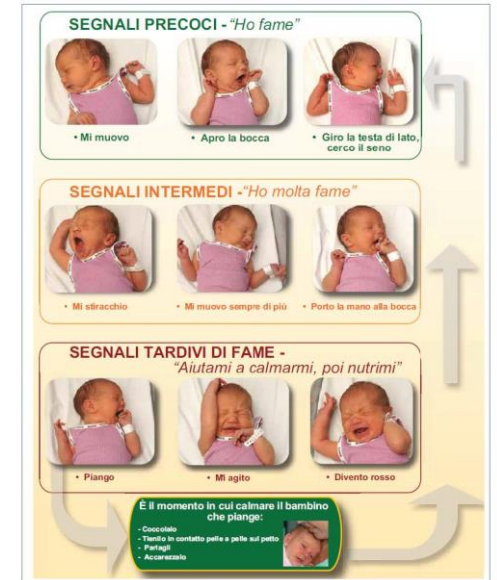 SEGNALI PRECOCI - “Ho fame”
• Mi muovo
• Apro la bocca
• Giro la testa di lato,
cerco il seno
SEGNALI INTERMEDI -“Ho molta fame”
• Mi stiracchio
• Mi muovo sempre di più
• Porto la mano alla bocca
SEGNALI TARDIVI DI FAME -
“Aiutami a calmarmi, poi nutrimi”
• Piango
• Mi agito
• Divento rosso
È il momento in cui calmare il bambino
che piange:
- Coccolalo
- Tienilo in contatto pelle a pelle sul petto
- Parlagli
- Accarezzalo